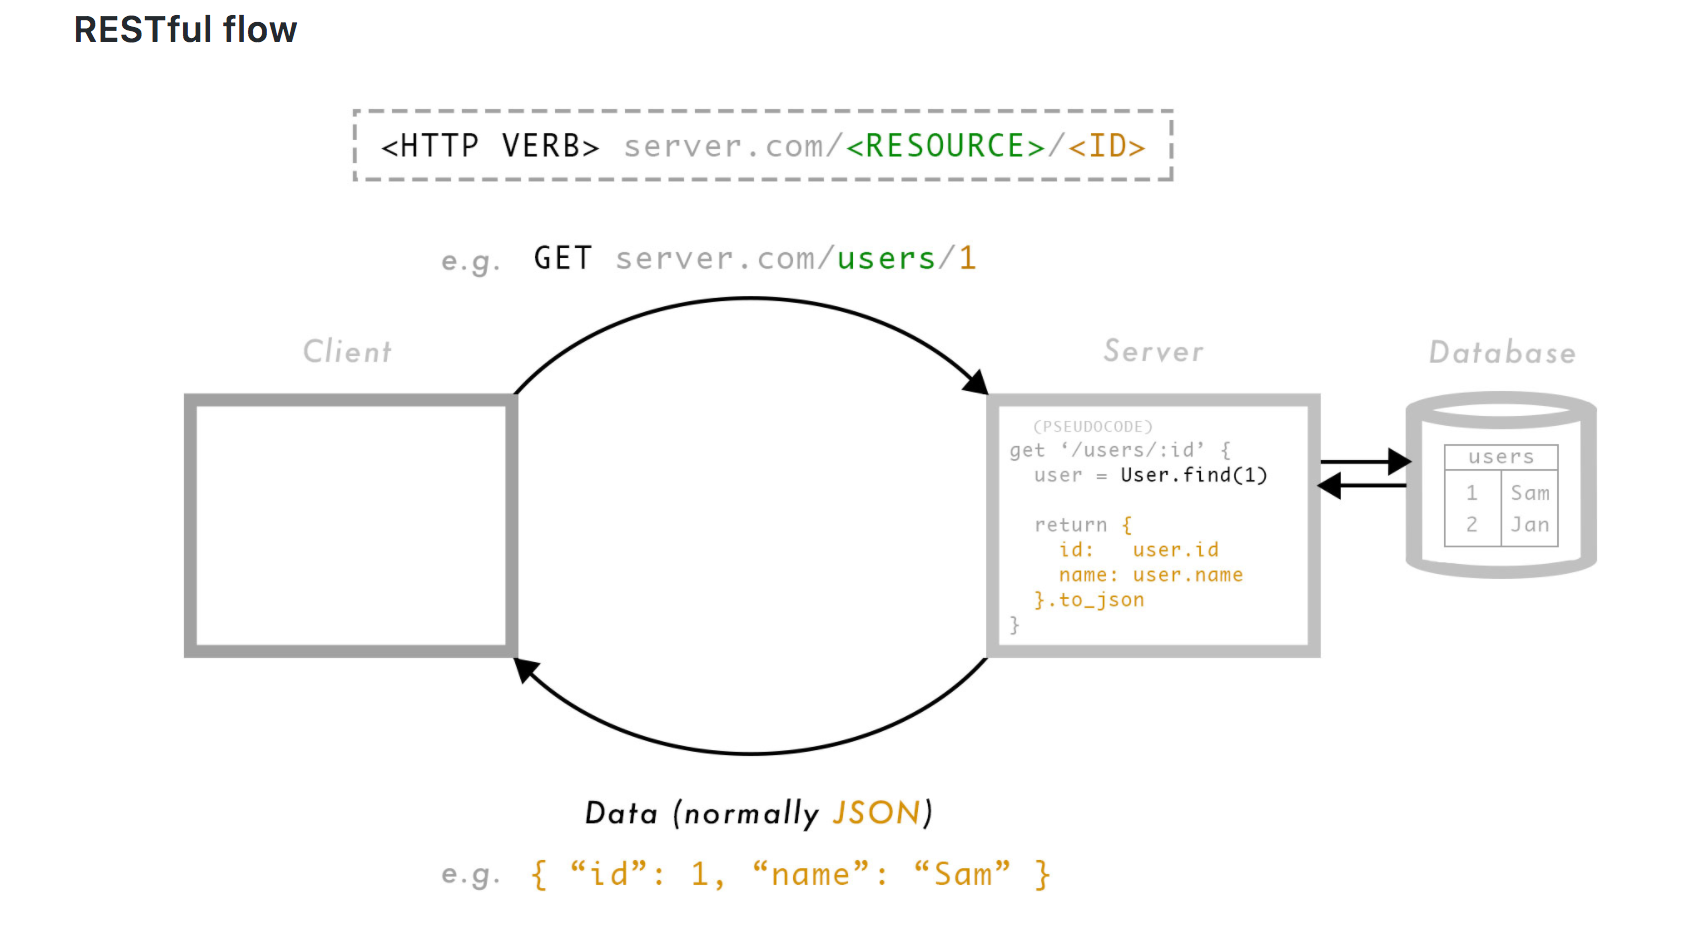 RESTful flow
<HTTP VERB> server.com/<RESOURCE>/<ID>
e.g. GET server.com/users/1
Client
Server
Database
(PSEUDOCODE)
get ‘/users/:id’ {
user = User.find(1)
return {
id: user.id
name: user.name
}.to_json
}
users
1 Sam
2 Jan
Data (normally JSON)
e.g. { “id”: 1, “name”: “Sam” }